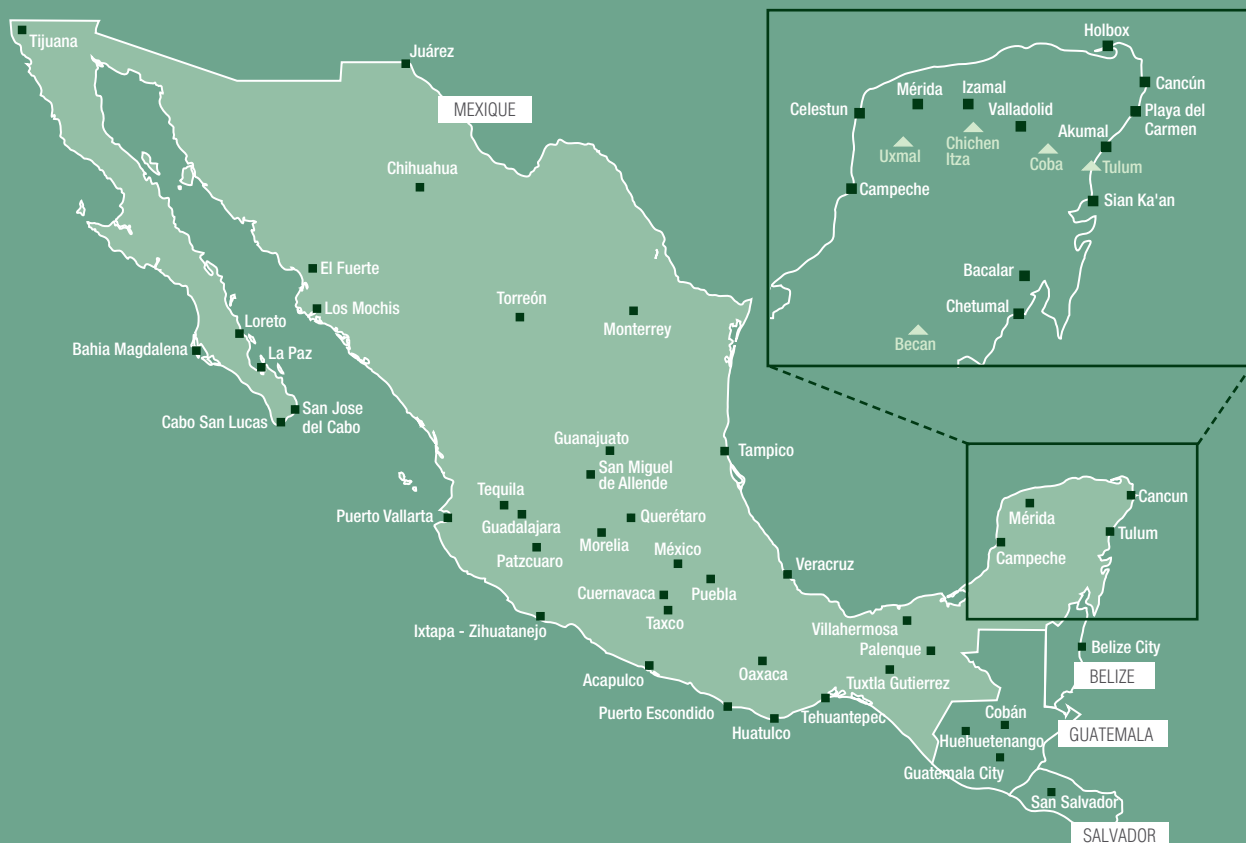 Tijuana
Juárez
MEXIQUE
Chihuahua
El Fuerte
Los Mochis
Torreón
Monterrey
Loreto
Bahia Magdalena
La Paz
San Jose
del Cabo
Cabo San Lucas
Guanajuato
Tampico
San Miguel
de Allende
Tequila
Puerto Vallarta
Guadalajara
Querétaro
Morelia
Patzcuaro
México
Veracruz
Puebla
Cuernavaca
Taxco
Ixtapa - Zihuatanejo
Villahermosa
Palenque
Acapulco
Oaxaca
Tuxtla Gutierrez
Puerto Escondido
Tehuantepec
Huatulco
Holbox
Cancún
Mérida
Izamal
Celestun
Valladolid
Playa del
Carmen
Akumal
Uxmal
Chichen
Itza
Coba
Tulum
Campeche
Sian Ka'an
Bacalar
Chetumal
Becan
Cancun
Mérida
Tulum
Campeche
Belize City
BELIZE
Cobán
GUATEMALA
Huehuetenango
Guatemala City
San Salvador
SALVADOR